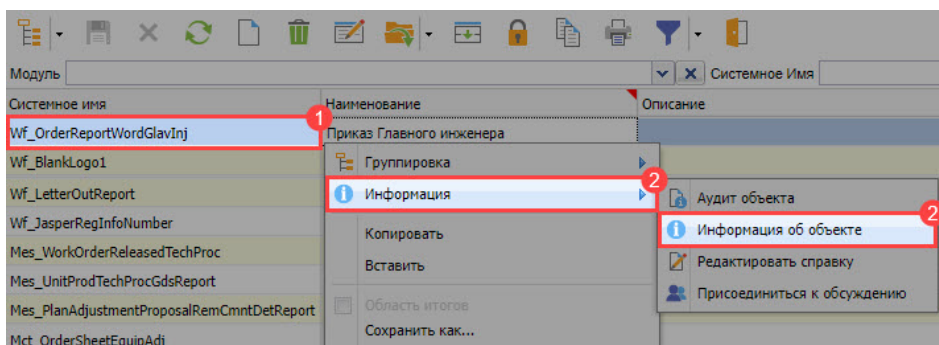 Модуль Системное Имя
Системное имя Наименование Описание
Wf_OrderReportWordGlavInj 1 Приказ Главного инженера
Wf_BlankLogo1 Группировка
Wf_LetterOutReport Информация 2 Аудит объекта
Wf_JasperRegInfoNumber Копировать Информация об объекте 2
Mes_WorkOrderReleasedTechProc Вставить Редактировать справку
Mes_UnitProdTechProcGdsReport Присоединиться к обсуждению
Mes_PlanAdjustmentProposalRemCmntDetReport Область итогов
Mct_OrderSheetEquipAdj Сохранить как...